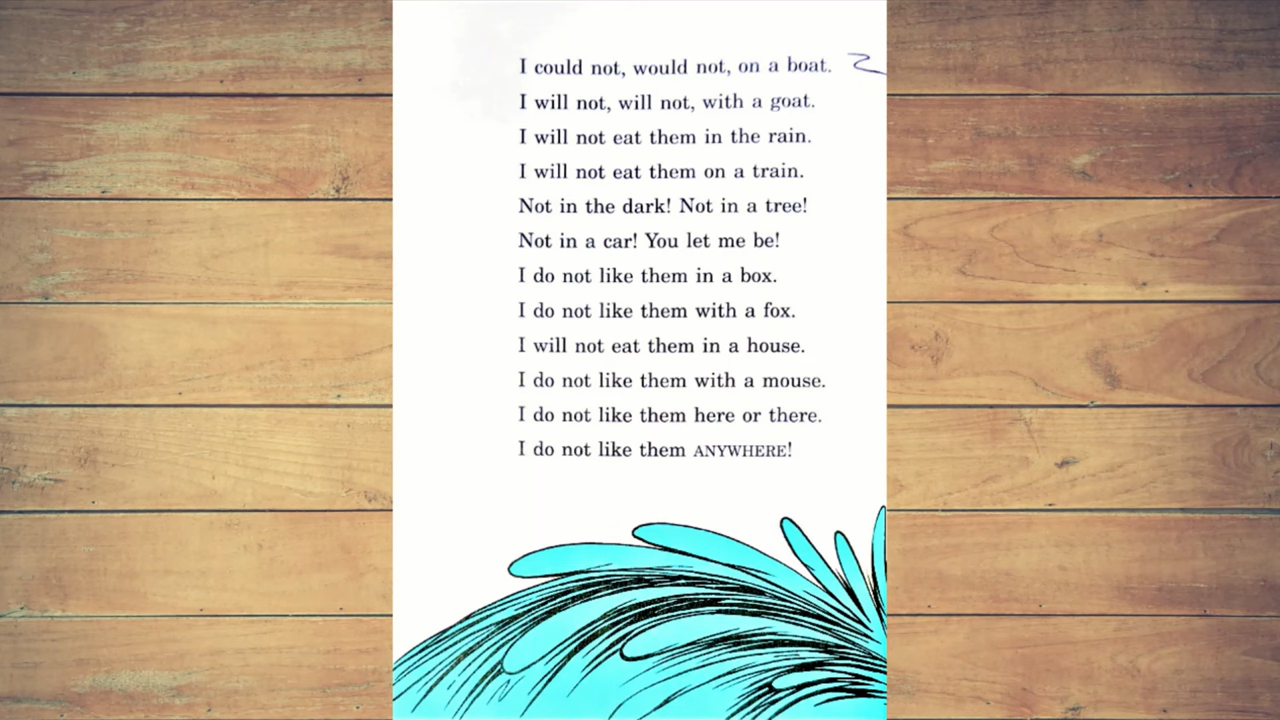 I could not, would not, on a boat.
I will not, will not, with a goat.
I will not eat them in the rain.
I will not eat them on a train.
Not in the dark! Not in a tree!
Not in a car! You let me be!
I do not like them in a box.
I do not like them with a fox.
I will not eat them in a house.
I do not like them with a mouse.
I do not like them here or there.
I do not like them ANYWHERE!